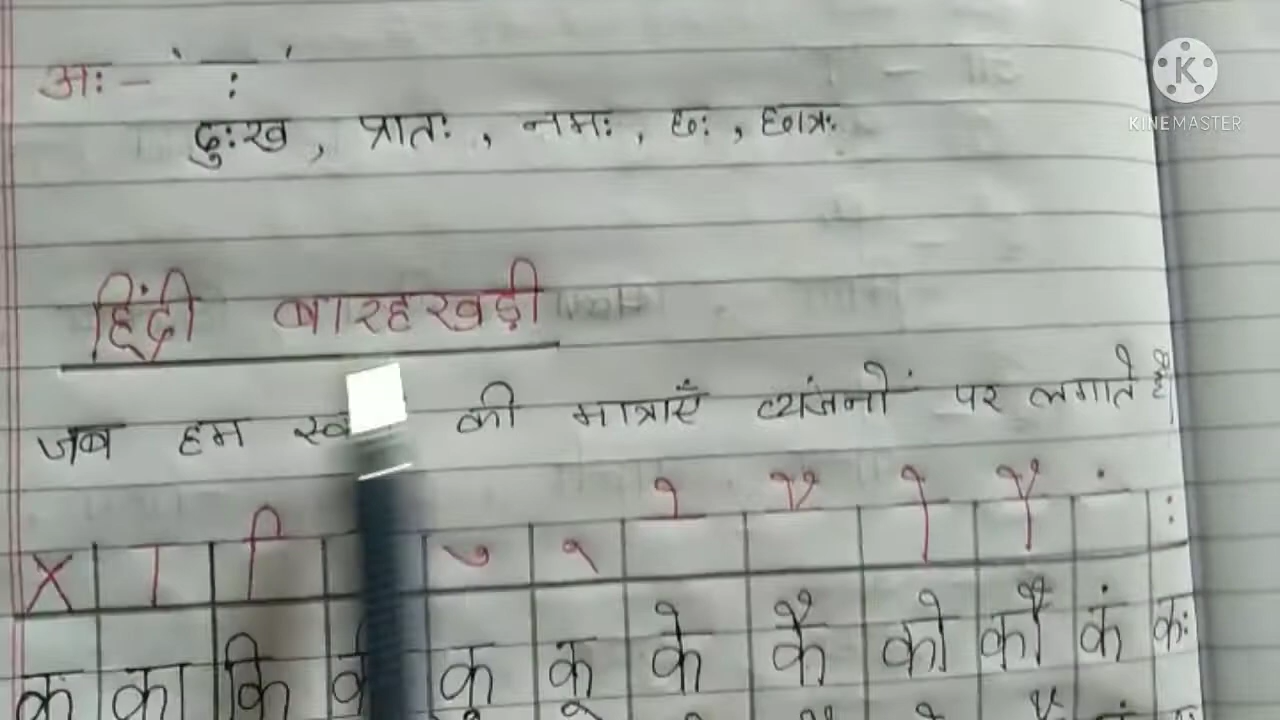 अः - ' ः '
KINEMASTER
दुःख, प्रातः, नमः, छः, छात्रः
हिंदी बारहखड़ी
जब हम की मात्राएँ व्यंजनों पर लगाते है
X ा ि ु ू े ै ो ौ ं ः
क का कि कु कू के कै को कौ कं कः